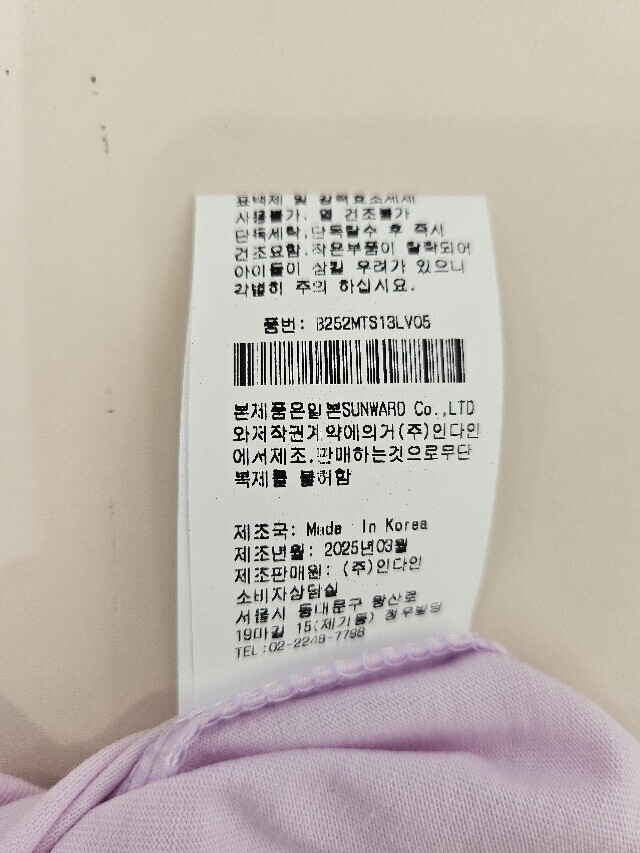 표백제 및 강력효소세제
사용불가, 열 건조불가
단독세탁,단독탈수 후 즉시
건조요함.작은부품이 탈락되어
아이들이 삼킬 우려가 있으니
각별히 주의 하십시요.
품번: B252MTS13LV05
본제품은일본SUNWARD Co.,LTD
와저작권계약에의거(주)인다인
에서제조,판매하는것으로무단
복제를 불허함
제조국: Made In Korea
제조년월: 2025년03월
제조판매원: (주)인다인
소비자상담실
서울시 동대문구 왕산로
19마길 15(제기동) 청우빌딩
TEL:02-2248-7798